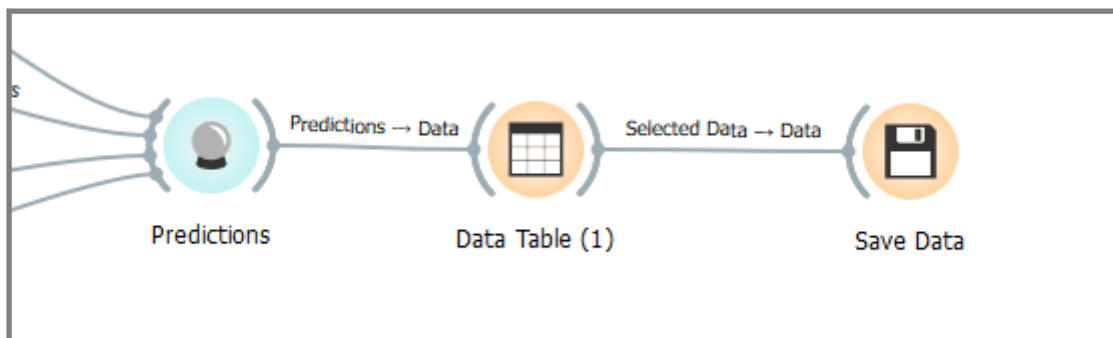 s
Predictions → Data
Selected Data → Data
Predictions
Data Table (1)
Save Data